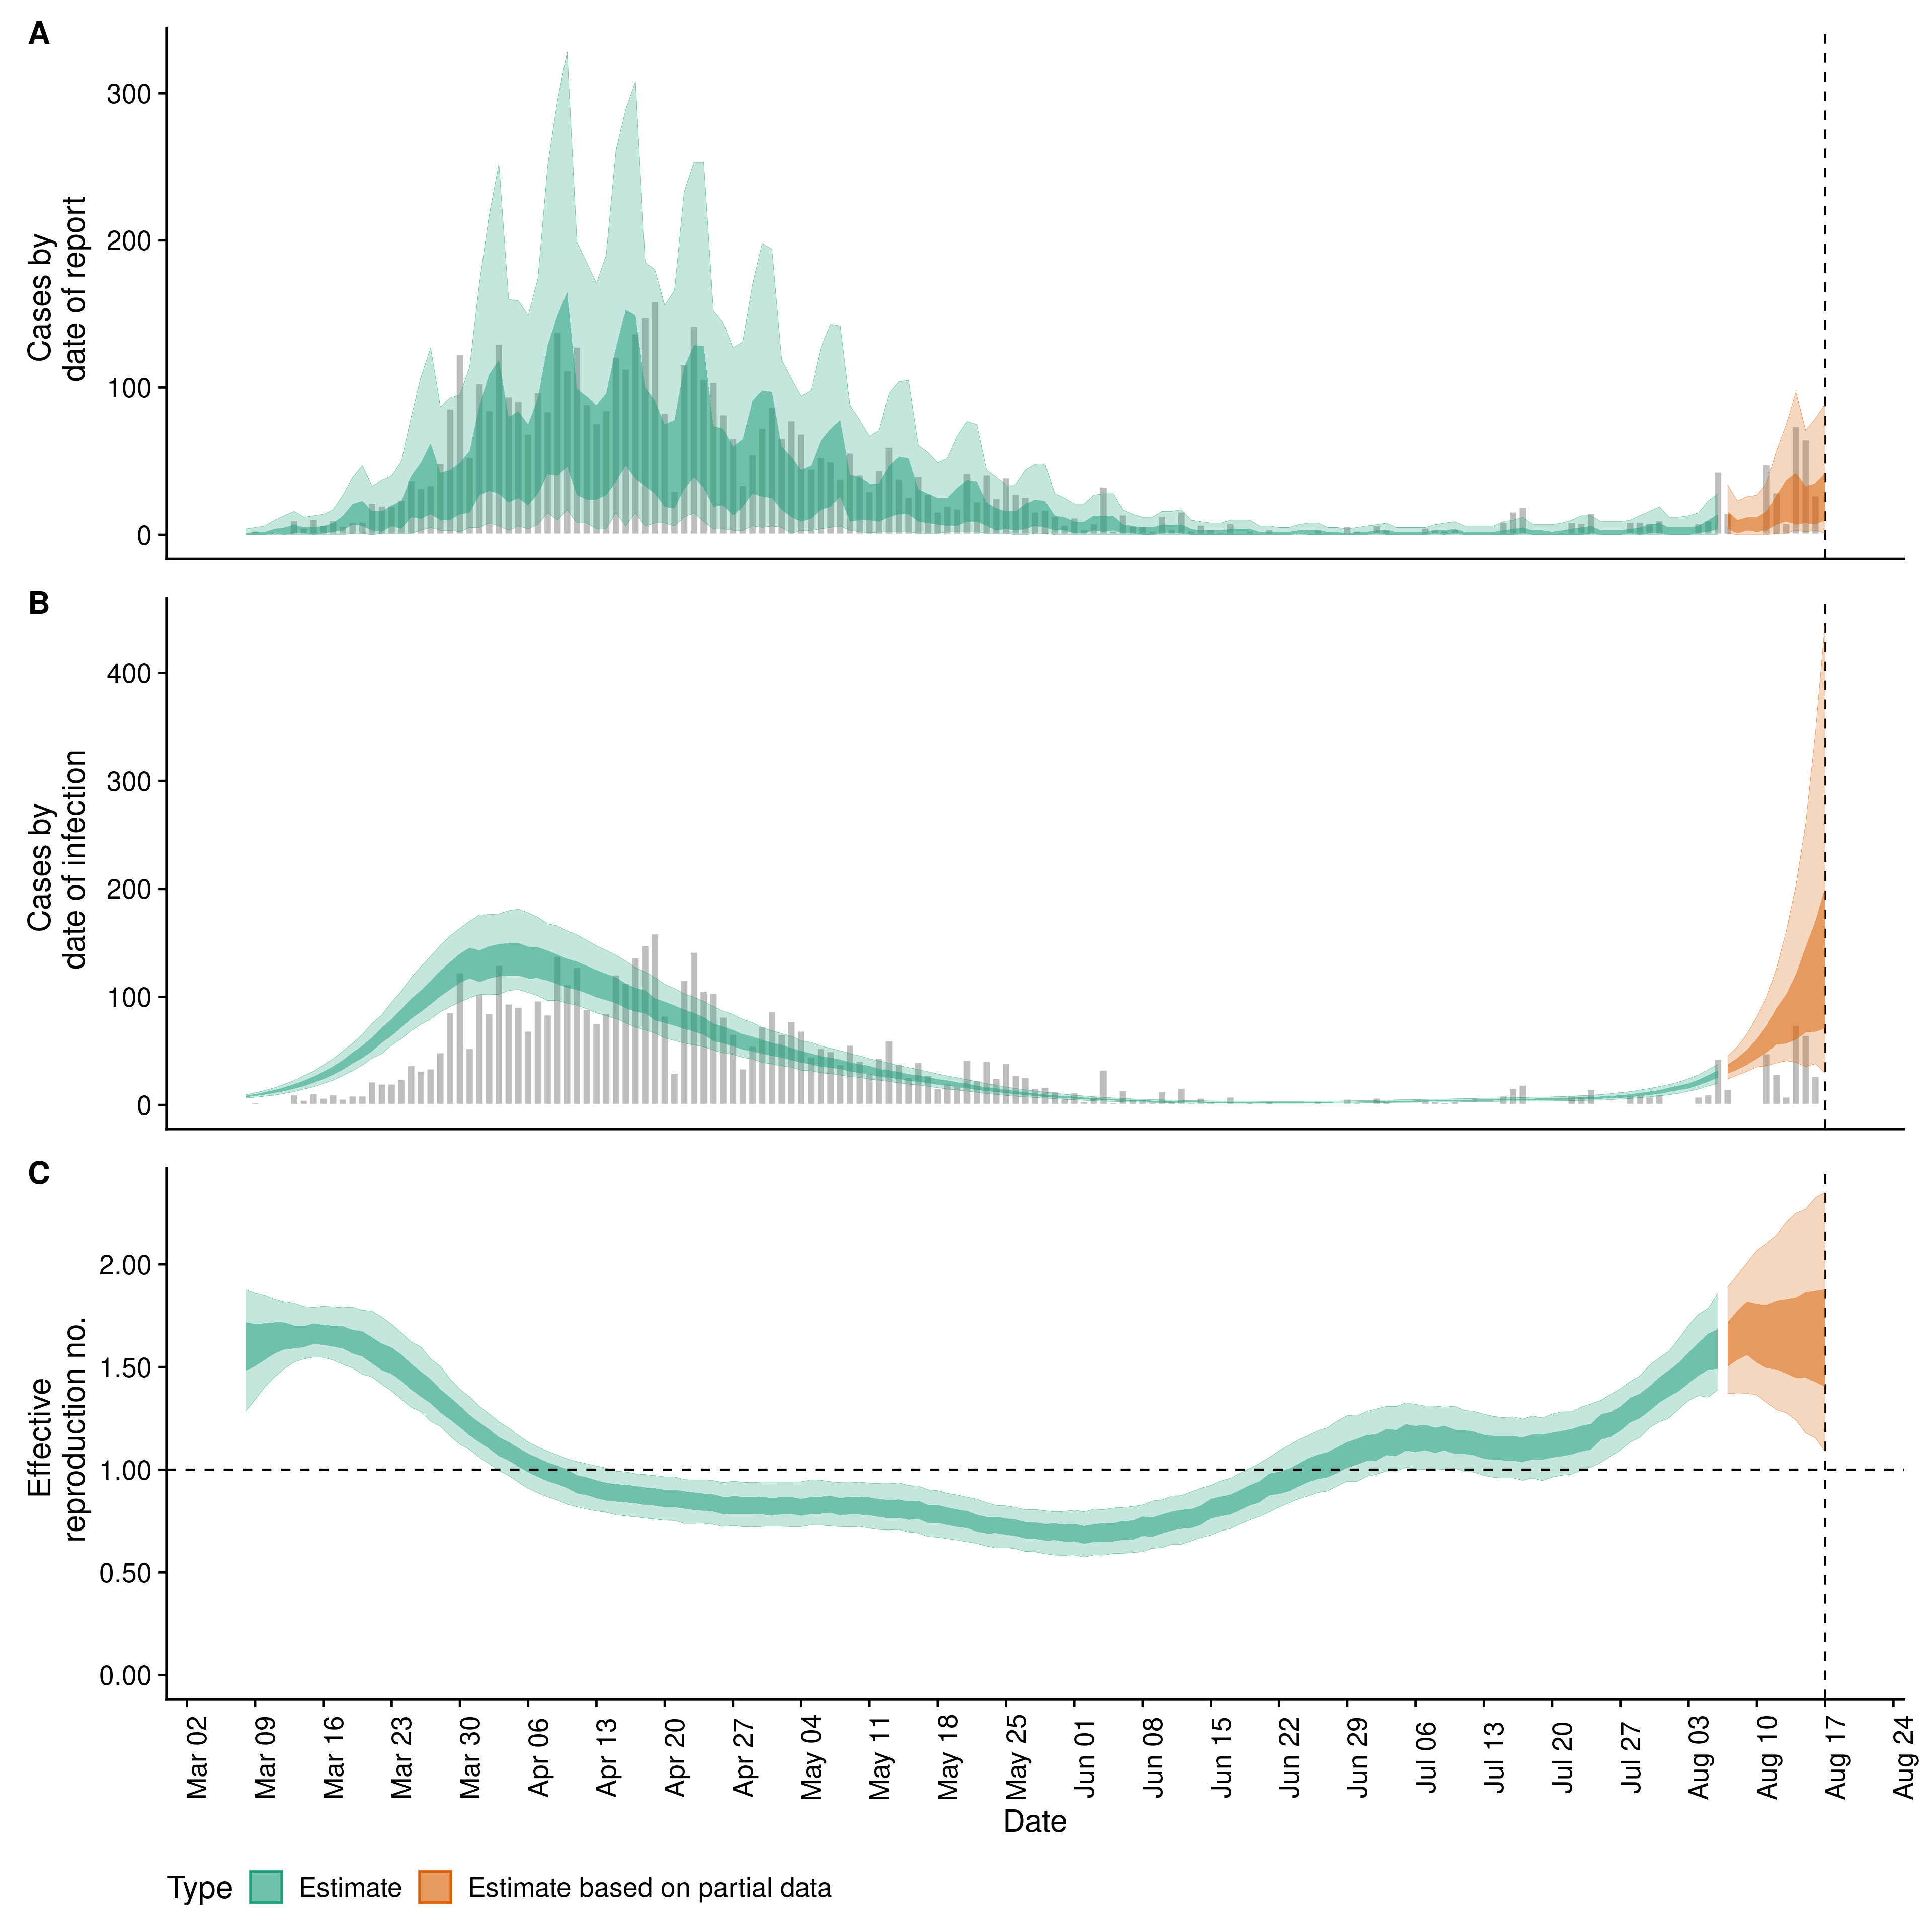 A
300
200
100
0
Cases by
date of report
B
400
300
200
100
0
Cases by
date of infection
C
2.00
1.50
1.00
0.50
0.00
Effective
reproduction no.
Mar 02
Mar 09
Mar 16
Mar 23
Mar 30
Apr 06
Apr 13
Apr 20
Apr 27
May 04
May 11
May 18
May 25
Jun 01
Jun 08
Jun 15
Jun 22
Jun 29
Jul 06
Jul 13
Jul 20
Jul 27
Aug 03
Aug 10
Aug 17
Aug 24
Date
Type Estimate Estimate based on partial data